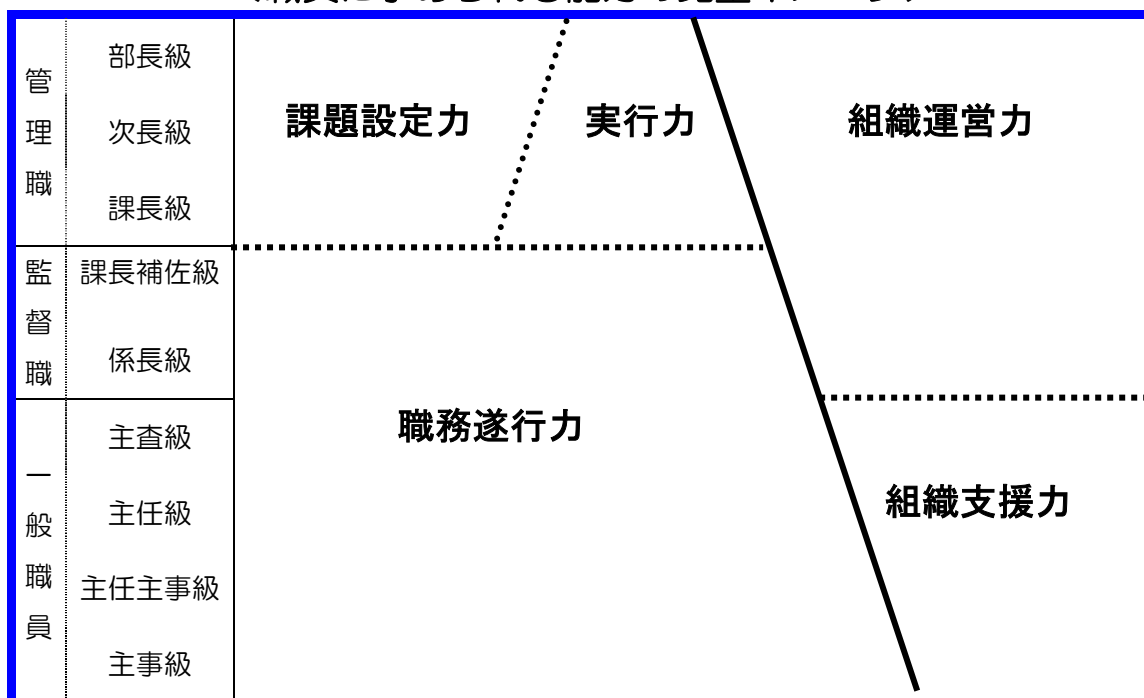 管理職
部長級
次長級
課長級
課題設定力
実行力
組織運営力
監督職
課長補佐級
係長級
職務遂行力
一般職員
主査級
主任級
主任主事級
主事級
組織支援力